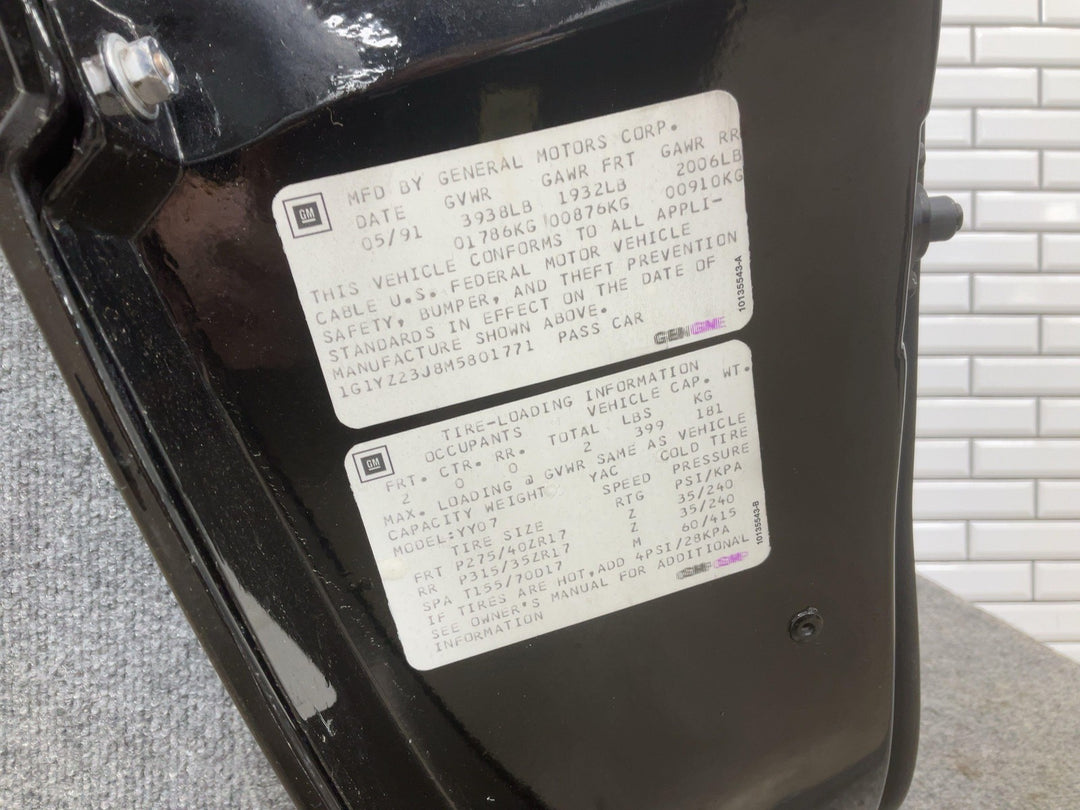 GM
MFD BY GENERAL MOTORS CORP.
DATE GVWR GAWR FRT GAWR RR
05/91 3938LB 1932LB 2006LB
01786KG 00876KG 00910KG
THIS VEHICLE CONFORMS TO ALL APPLI-
CABLE U.S. FEDERAL MOTOR VEHICLE
SAFETY, BUMPER, AND THEFT PREVENTION
STANDARDS IN EFFECT ON THE DATE OF
MANUFACTURE SHOWN ABOVE.
1G1YZ23J8M5801771 PASS CAR
10135543-A
GM
TIRE-LOADING INFORMATION
OCCUPANTS VEHICLE CAP. WT.
FRT. CTR. RR. TOTAL LBS KG
2 0 0 2 399 181
MAX. LOADING @ GVWR SAME AS VEHICLE
CAPACITY WEIGHT YAC COLD TIRE
MODEL:YY07 SPEED PRESSURE
TIRE SIZE RTG PSI/KPA
FRT P275/40ZR17 Z 35/240
RR P315/35ZR17 Z 35/240
SPA T155/70D17 M 60/415
IF TIRES ARE HOT,ADD 4PSI/28KPA
SEE OWNER'S MANUAL FOR ADDITIONAL
INFORMATION
10135543-B